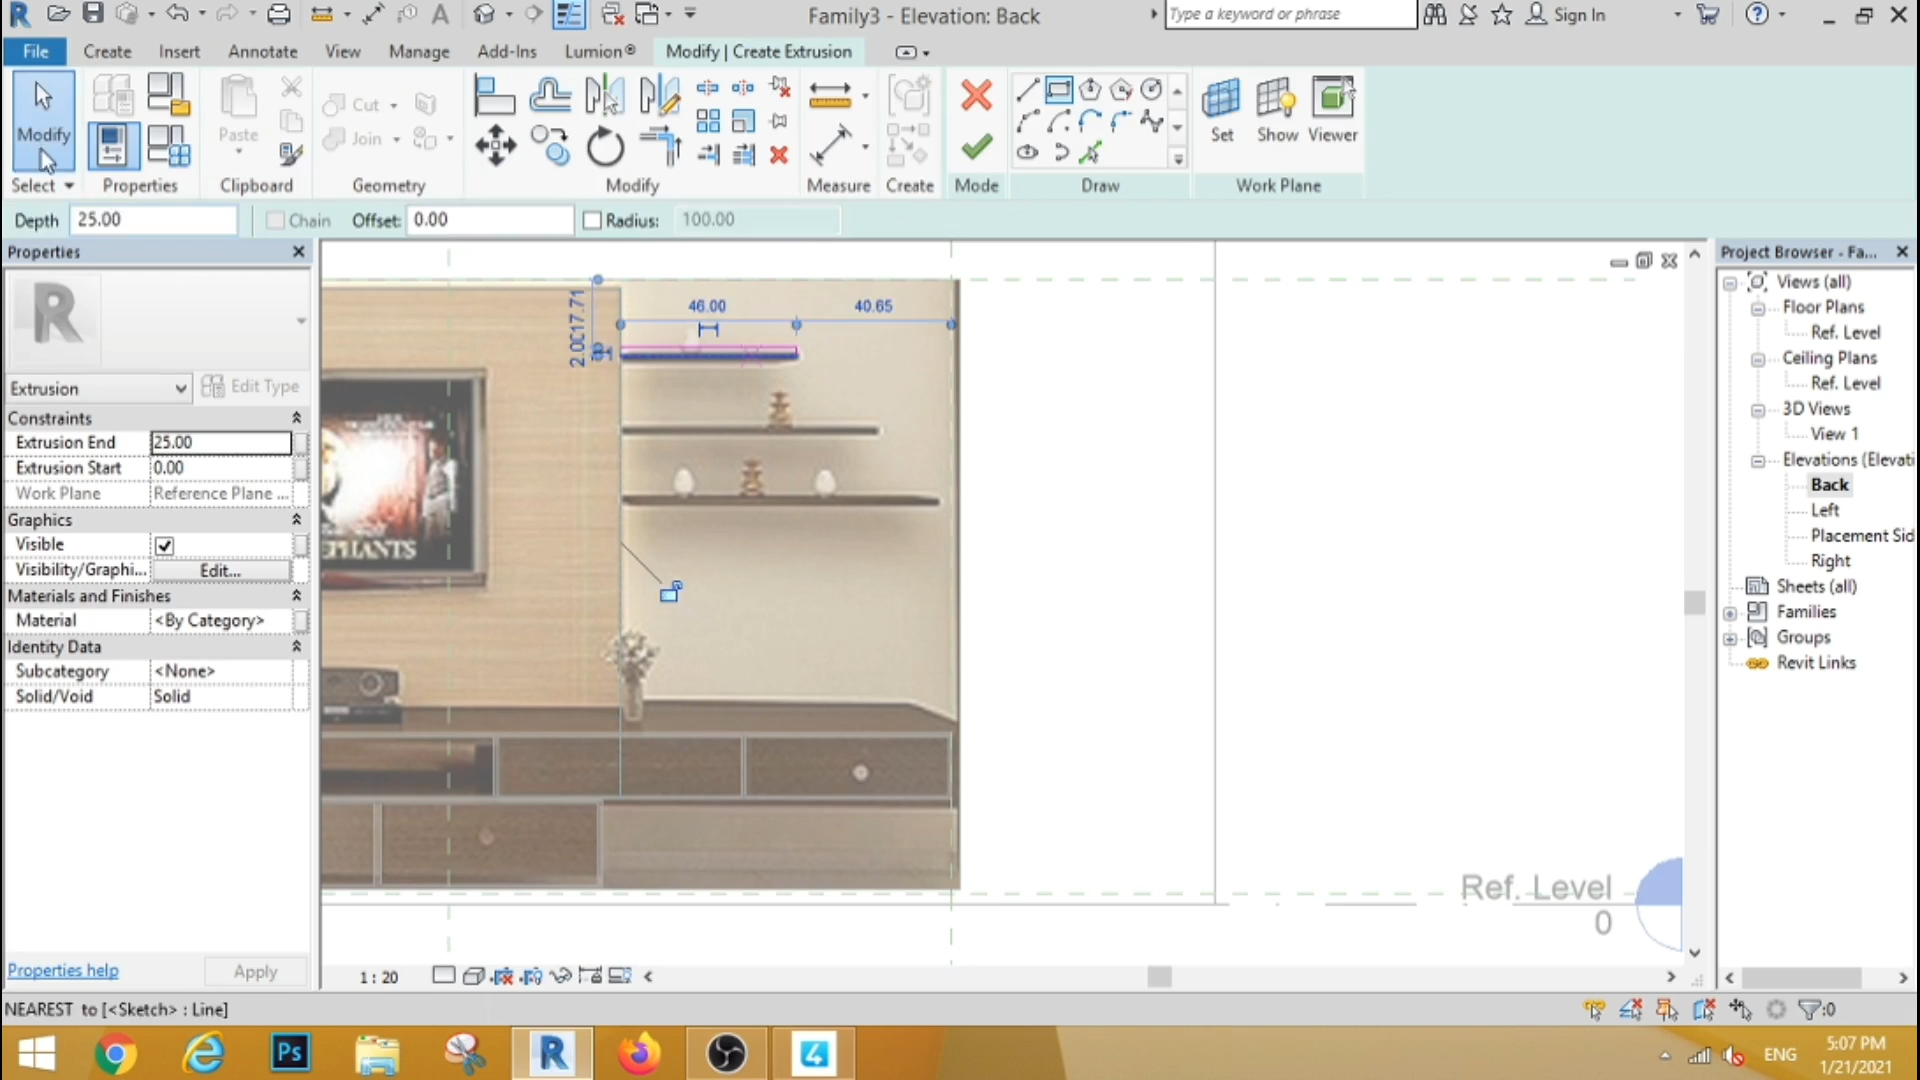 Family3 - Elevation: Back
Type a keyword or phrase
Sign In
File
Create
Insert
Annotate
View
Manage
Add-Ins
Lumion®
Modify | Create Extrusion
Modify
Paste
Cut
Join
Set
Show
Viewer
Select
Properties
Clipboard
Geometry
Modify
Measure
Create
Mode
Draw
Work Plane
Depth
25.00
Chain
Offset:
0.00
Radius:
100.00
Properties
Extrusion
Edit Type
Constraints
Extrusion End
25.00
Extrusion Start
0.00
Work Plane
Reference Plane ...
Graphics
Visible
Visibility/Graphi...
Edit...
Materials and Finishes
Material
<By Category>
Identity Data
Subcategory
<None>
Solid/Void
Solid
Properties help
Apply
46.00
40.65
17.71
EPHANTS
Ref. Level
0
1 : 20
Project Browser - Fa...
Views (all)
Floor Plans
Ref. Level
Ceiling Plans
Ref. Level
3D Views
View 1
Elevations (Elevati
Back
Left
Placement Sid
Right
Sheets (all)
Families
Groups
Revit Links
NEAREST to [<Sketch> : Line]
:0
Ps
R
4
ENG
5:07 PM
1/21/2021